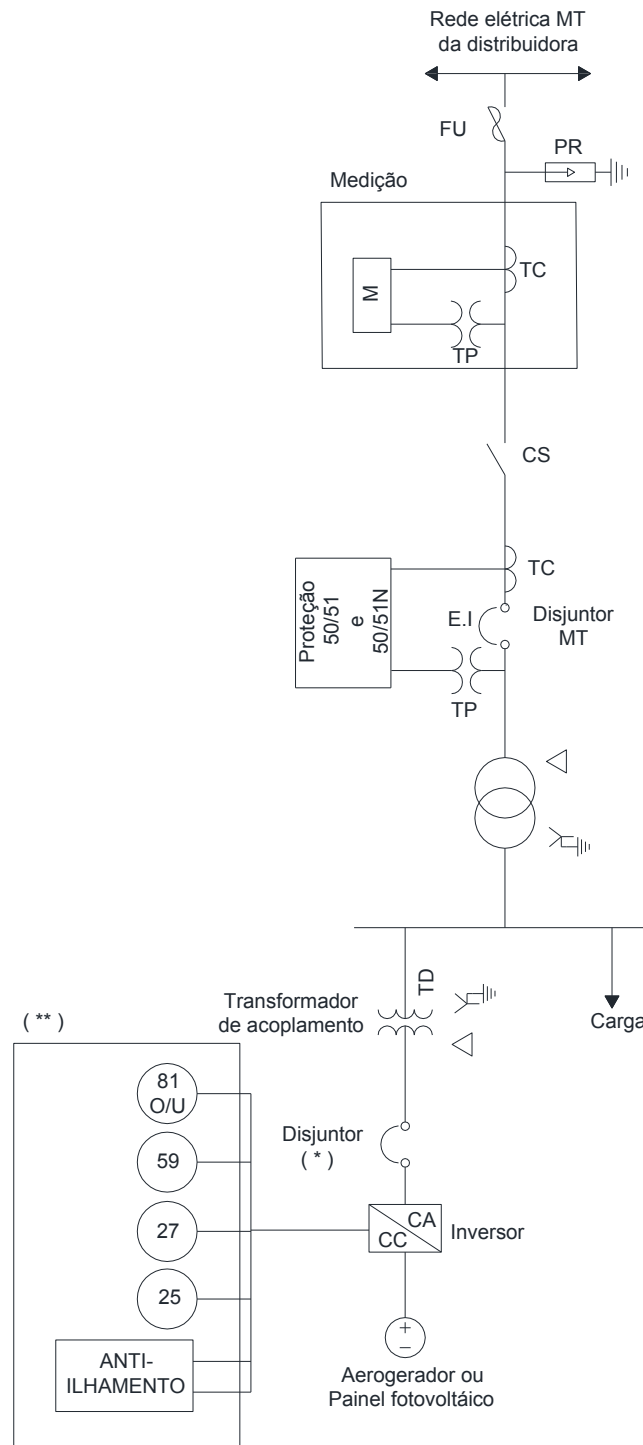 Rede elétrica MT
da distribuidora
FU
PR
Medição
M
TC
TP
CS
Proteção
50/51
e
50/51N
TC
E.I
Disjuntor
MT
TP
TD
Transformador
de acoplamento
Carga
( ** )
81
O/U
59
27
25
ANTI-
ILHAMENTO
Disjuntor
( * )
CA
CC
Inversor
+
−
Aerogerador ou
Painel fotovoltáico